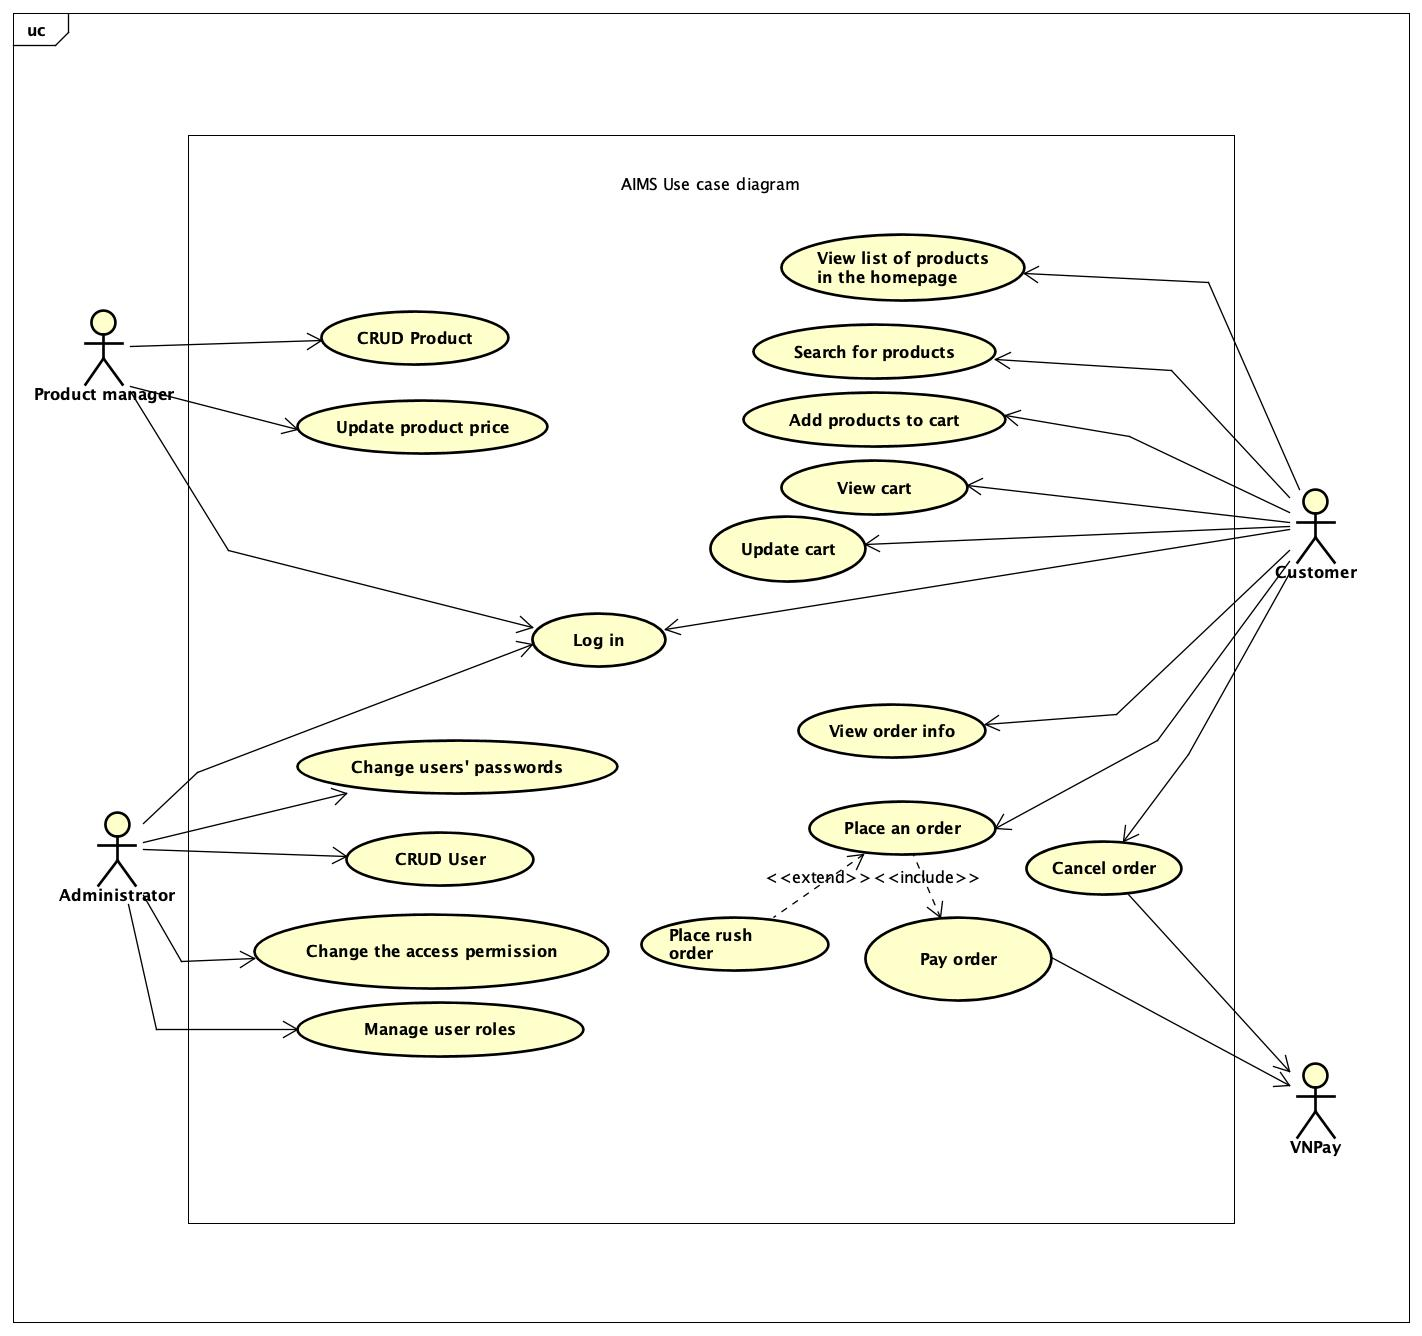 uc
AIMS Use case diagram
View list of products
in the homepage
CRUD Product
Search for products
Product manager
Add products to cart
Update product price
View cart
Update cart
Customer
Log in
View order info
Change users' passwords
Place an order
CRUD User
Cancel order
<<extend>>
<<include>>
Administrator
Place rush
order
Change the access permission
Pay order
Manage user roles
VNPay